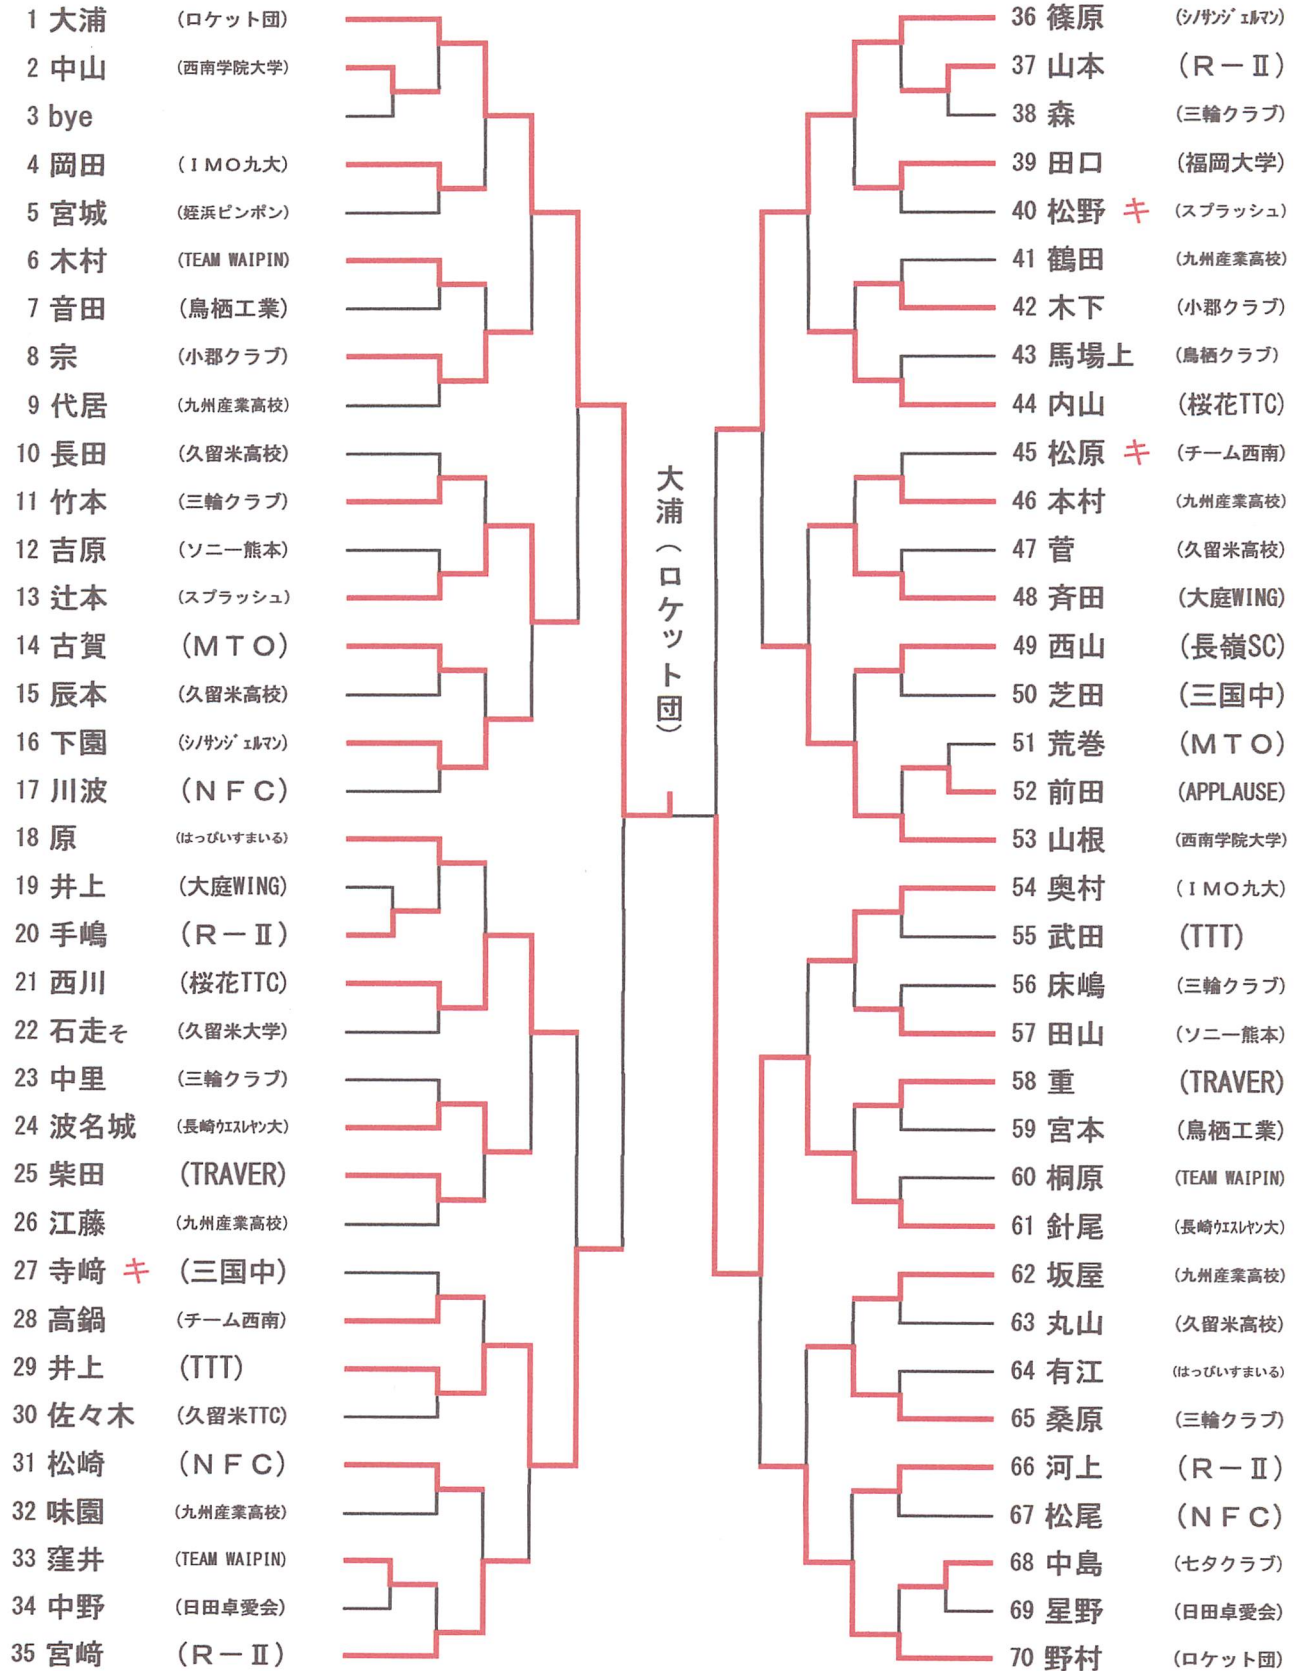 1 大浦 (ロケット団)
2 中山 (西南学院大学)
3 bye
4 岡田 (ＩＭＯ九大)
5 宮城 (姪浜ピンポン)
6 木村 (TEAM WAIPIN)
7 音田 (鳥栖工業)
8 宗 (小郡クラブ)
9 代居 (九州産業高校)
10 長田 (久留米高校)
11 竹本 (三輪クラブ)
12 吉原 (ソニー熊本)
13 辻本 (スプラッシュ)
14 古賀 (ＭＴＯ)
15 辰本 (久留米高校)
16 下園 (ｼﾉｻﾝｼﾞｪﾙﾏﾝ)
17 川波 (ＮＦＣ)
18 原 (はっぴいすまいる)
19 井上 (大庭WING)
20 手嶋 (Ｒ－Ⅱ)
21 西川 (桜花TTC)
22 石走そ (久留米大学)
23 中里 (三輪クラブ)
24 波名城 (長崎ｳｴｽﾚﾔﾝ大)
25 柴田 (TRAVER)
26 江藤 (九州産業高校)
27 寺﨑 キ (三国中)
28 高鍋 (チーム西南)
29 井上 (TTT)
30 佐々木 (久留米TTC)
31 松崎 (ＮＦＣ)
32 味園 (九州産業高校)
33 窪井 (TEAM WAIPIN)
34 中野 (日田卓愛会)
35 宮﨑 (Ｒ－Ⅱ)
大浦（ロケット団）
36 篠原 (ｼﾉｻﾝｼﾞｪﾙﾏﾝ)
37 山本 (Ｒ－Ⅱ)
38 森 (三輪クラブ)
39 田口 (福岡大学)
40 松野 キ (スプラッシュ)
41 鶴田 (九州産業高校)
42 木下 (小郡クラブ)
43 馬場上 (鳥栖クラブ)
44 内山 (桜花TTC)
45 松原 キ (チーム西南)
46 本村 (九州産業高校)
47 菅 (久留米高校)
48 斉田 (大庭WING)
49 西山 (長嶺SC)
50 芝田 (三国中)
51 荒巻 (ＭＴＯ)
52 前田 (APPLAUSE)
53 山根 (西南学院大学)
54 奥村 (ＩＭＯ九大)
55 武田 (TTT)
56 床嶋 (三輪クラブ)
57 田山 (ソニー熊本)
58 重 (TRAVER)
59 宮本 (鳥栖工業)
60 桐原 (TEAM WAIPIN)
61 針尾 (長崎ｳｴｽﾚﾔﾝ大)
62 坂屋 (九州産業高校)
63 丸山 (久留米高校)
64 有江 (はっぴいすまいる)
65 桑原 (三輪クラブ)
66 河上 (Ｒ－Ⅱ)
67 松尾 (ＮＦＣ)
68 中島 (七夕クラブ)
69 星野 (日田卓愛会)
70 野村 (ロケット団)